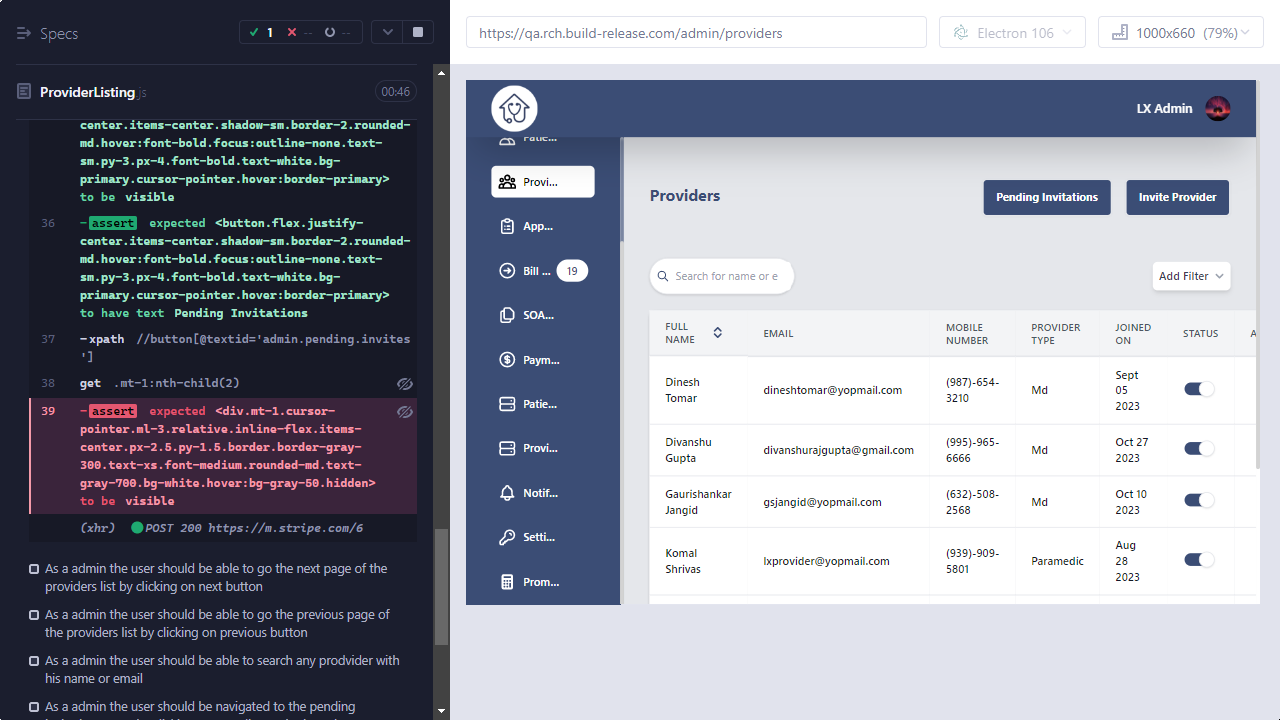 Specs
1
--
--
https://qa.rch.build-release.com/admin/providers
Electron 106
1000x660 (79%)
ProviderListing.js
00:46
center.items-center.shadow-sm.border-2.rounded-
md.hover:font-bold.focus:outline-none.text-
sm.py-3.px-4.font-bold.text-white.bg-
primary.cursor-pointer.hover:border-primary>
to be visible
36 -assert expected <button.flex.justify-
center.items-center.shadow-sm.border-2.rounded-
md.hover:font-bold.focus:outline-none.text-
sm.py-3.px-4.font-bold.text-white.bg-
primary.cursor-pointer.hover:border-primary>
to have text Pending Invitations
37 -xpath //button[@textid='admin.pending.invites
']
38 get .mt-1:nth-child(2)
39 -assert expected <div.mt-1.cursor-
pointer.ml-3.relative.inline-flex.items-
center.px-2.5.py-1.5.border.border-gray-
300.text-xs.font-medium.rounded-md.text-
gray-700.bg-white.hover:bg-gray-50.hidden>
to be visible
(xhr) POST 200 https://m.stripe.com/6
As a admin the user should be able to go the next page of the
providers list by clicking on next button
As a admin the user should be able to go the previous page of
the providers list by clicking on previous button
As a admin the user should be able to search any prodvider with
his name or email
As a admin the user should be navigated to the pending
LX Admin
Patie...
Provi...
App...
Bill ... 19
SOA...
Paym...
Patie...
Provi...
Notif...
Setti...
Prom...
Providers
Pending Invitations
Invite Provider
Search for name or e
Add Filter
FULL NAME EMAIL MOBILE NUMBER PROVIDER TYPE JOINED ON STATUS A
Dinesh Tomar dineshtomar@yopmail.com (987)-654-3210 Md Sept 05 2023
Divanshu Gupta divanshurajgupta@gmail.com (995)-965-6666 Md Oct 27 2023
Gaurishankar Jangid gsjangid@yopmail.com (632)-508-2568 Md Oct 10 2023
Komal Shrivas lxprovider@yopmail.com (939)-909-5801 Paramedic Aug 28 2023